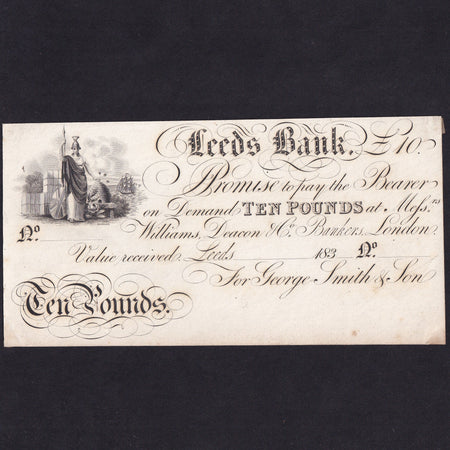 Leeds Bank. £10.
Promise to pay the Bearer
on Demand TEN POUNDS at Mess.rs
No. Williams, Deacon & Co. Bankers, London.
Value received Leeds 183 No.
For George Smith & Son
Ten Pounds.